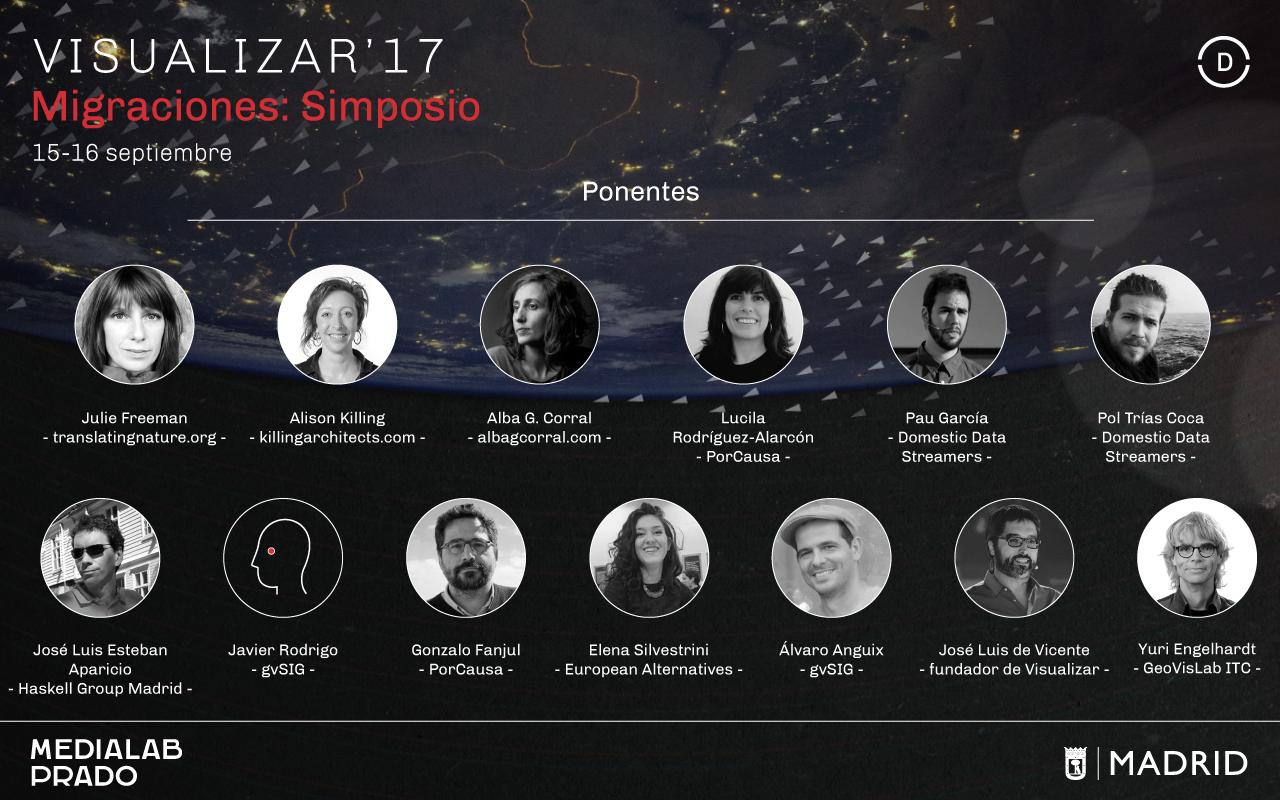 VISUALIZAR'17
Migraciones: Simposio
15-16 septiembre
D
Ponentes
Julie Freeman
- translatingnature.org -
Alison Killing
- killingarchitects.com -
Alba G. Corral
- albagcorral.com -
Lucila
Rodríguez-Alarcón
- PorCausa -
Pau García
- Domestic Data
Streamers -
Pol Trías Coca
- Domestic Data
Streamers -
José Luis Esteban
Aparicio
- Haskell Group Madrid -
Javier Rodrigo
- gvSIG -
Gonzalo Fanjul
- PorCausa -
Elena Silvestrini
- European Alternatives -
Álvaro Anguix
- gvSIG -
José Luis de Vicente
- fundador de Visualizar -
Yuri Engelhardt
- GeoVisLab ITC -
MEDIALAB
PRADO
MADRID